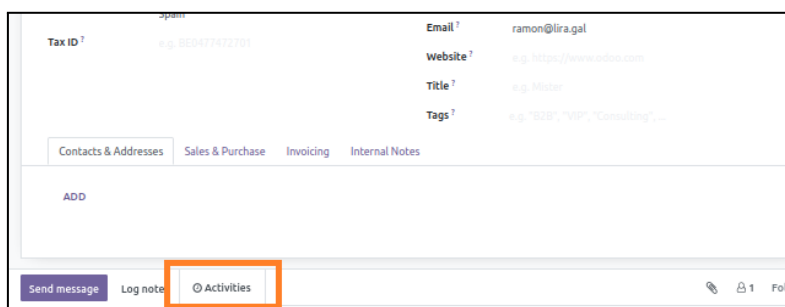 Spain
Tax ID ? e.g. BE0477472701
Email ? ramon@lira.gal
Website ? e.g. https://www.odoo.com
Title ? e.g. Mister
Tags ? e.g. "B2B", "VIP", "Consulting", ...
Contacts & Addresses Sales & Purchase Invoicing Internal Notes
ADD
Send message Log note Activities 1 Fol